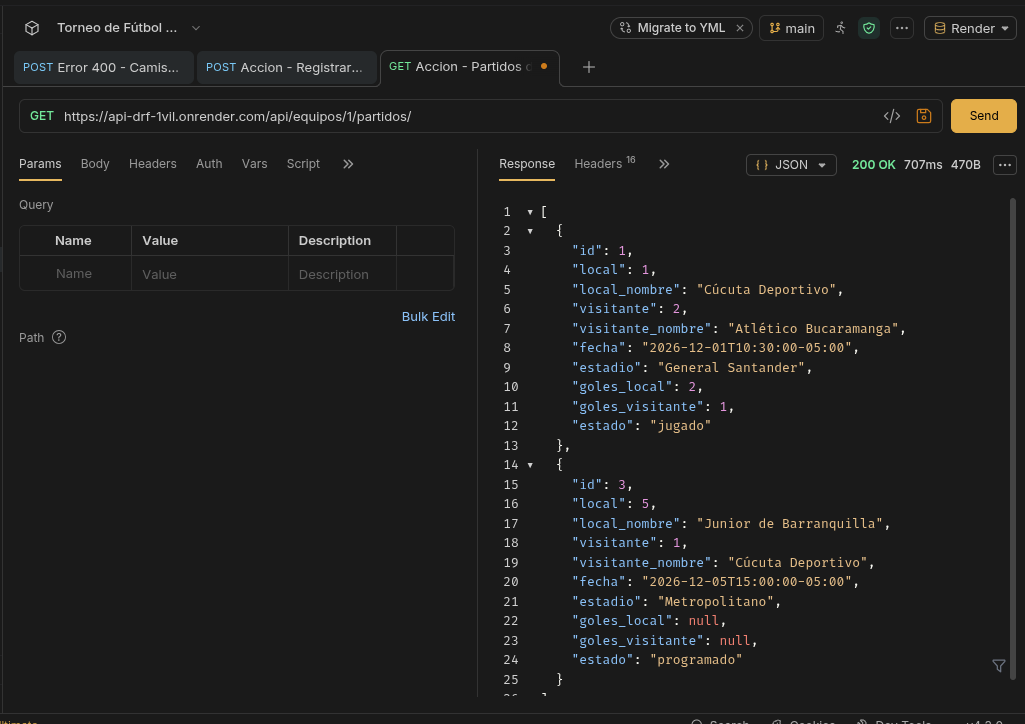 Torneo de Fútbol ...
Migrate to YML
main
Render
POST Error 400 - Camis...
POST Accion - Registrar...
GET Accion - Partidos
GET https://api-drf-1vil.onrender.com/api/equipos/1/partidos/
Send
Params Body Headers Auth Vars Script
Response Headers 16
{ } JSON
200 OK 707ms 470B
Query
Name Value Description
Name Value Description
Bulk Edit
Path
1 [
2 {
3 "id": 1,
4 "local": 1,
5 "local_nombre": "Cúcuta Deportivo",
6 "visitante": 2,
7 "visitante_nombre": "Atlético Bucaramanga",
8 "fecha": "2026-12-01T10:30:00-05:00",
9 "estadio": "General Santander",
10 "goles_local": 2,
11 "goles_visitante": 1,
12 "estado": "jugado"
13 },
14 {
15 "id": 3,
16 "local": 5,
17 "local_nombre": "Junior de Barranquilla",
18 "visitante": 1,
19 "visitante_nombre": "Cúcuta Deportivo",
20 "fecha": "2026-12-05T15:00:00-05:00",
21 "estadio": "Metropolitano",
22 "goles_local": null,
23 "goles_visitante": null,
24 "estado": "programado"
25 }
Search Cookies Dev Tools